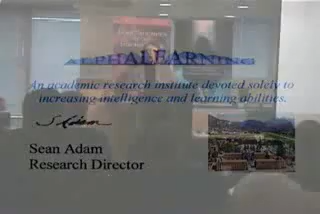 ALPHALEARNING
An academic research institute devoted solely to
increasing intelligence and learning abilities.
Sean Adam
Research Director